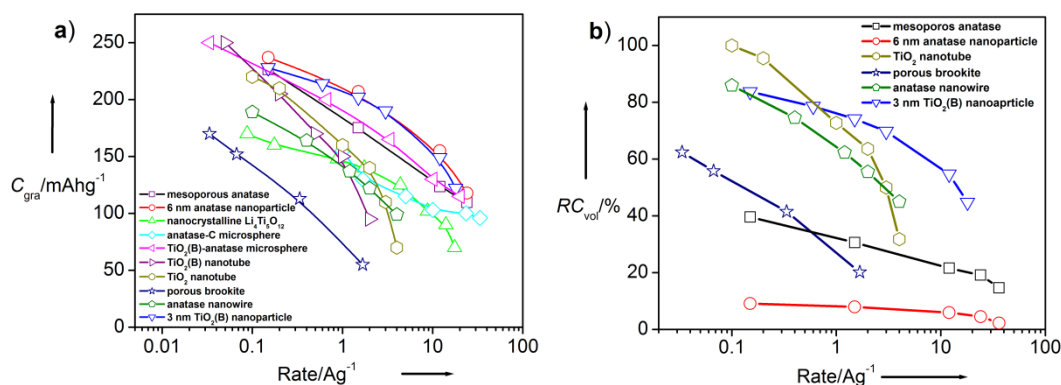 a)
250
200
150
100
50
0
C_gra/mAhg⁻¹
mesoporos anatase
6 nm anatase nanoparticle
nanocrystalline Li₄Ti₅O₁₂
anatase-C microsphere
TiO₂(B)-anatase microsphere
TiO₂(B) nanotube
TiO₂ nanotube
porous brookite
anatase nanowire
3 nm TiO₂(B) nanoparticle
0.01 0.1 1 10 100
Rate/Ag⁻¹
b)
100
80
60
40
20
0
RC_vol/%
mesoporos anatase
6 nm anatase nanoparticle
TiO₂ nanotube
porous brookite
anatase nanowire
3 nm TiO₂(B) nanoaprticle
0.1 1 10 100
Rate/Ag⁻¹